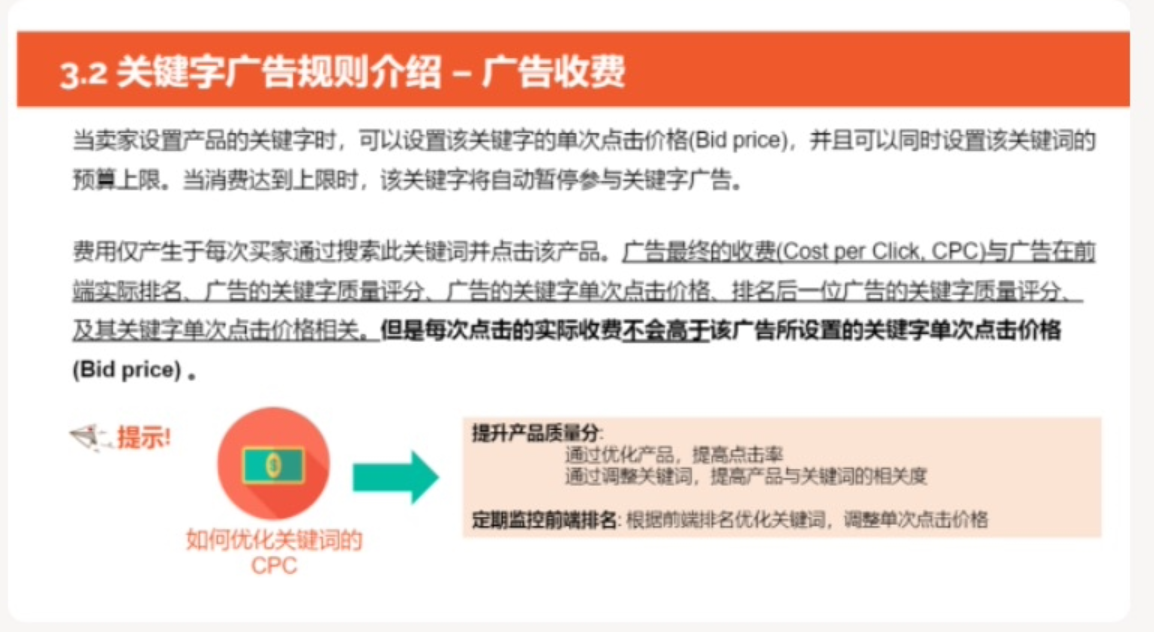 3.2 关键字广告规则介绍 – 广告收费
当卖家设置产品的关键字时，可以设置该关键字的单次点击价格(Bid price)，并且可以同时设置该关键词的
预算上限。当消费达到上限时，该关键字将自动暂停参与关键字广告。
费用仅产生于每次买家通过搜索此关键词并点击该产品。广告最终的收费(Cost per Click, CPC)与广告在前
端实际排名、广告的关键字质量评分、广告的关键字单次点击价格、排名后一位广告的关键字质量评分、
及其关键字单次点击价格相关。但是每次点击的实际收费不会高于该广告所设置的关键字单次点击价格
(Bid price) 。
提示!
如何优化关键词的
CPC
提升产品质量分:
通过优化产品，提高点击率
通过调整关键词，提高产品与关键词的相关度
定期监控前端排名: 根据前端排名优化关键词，调整单次点击价格